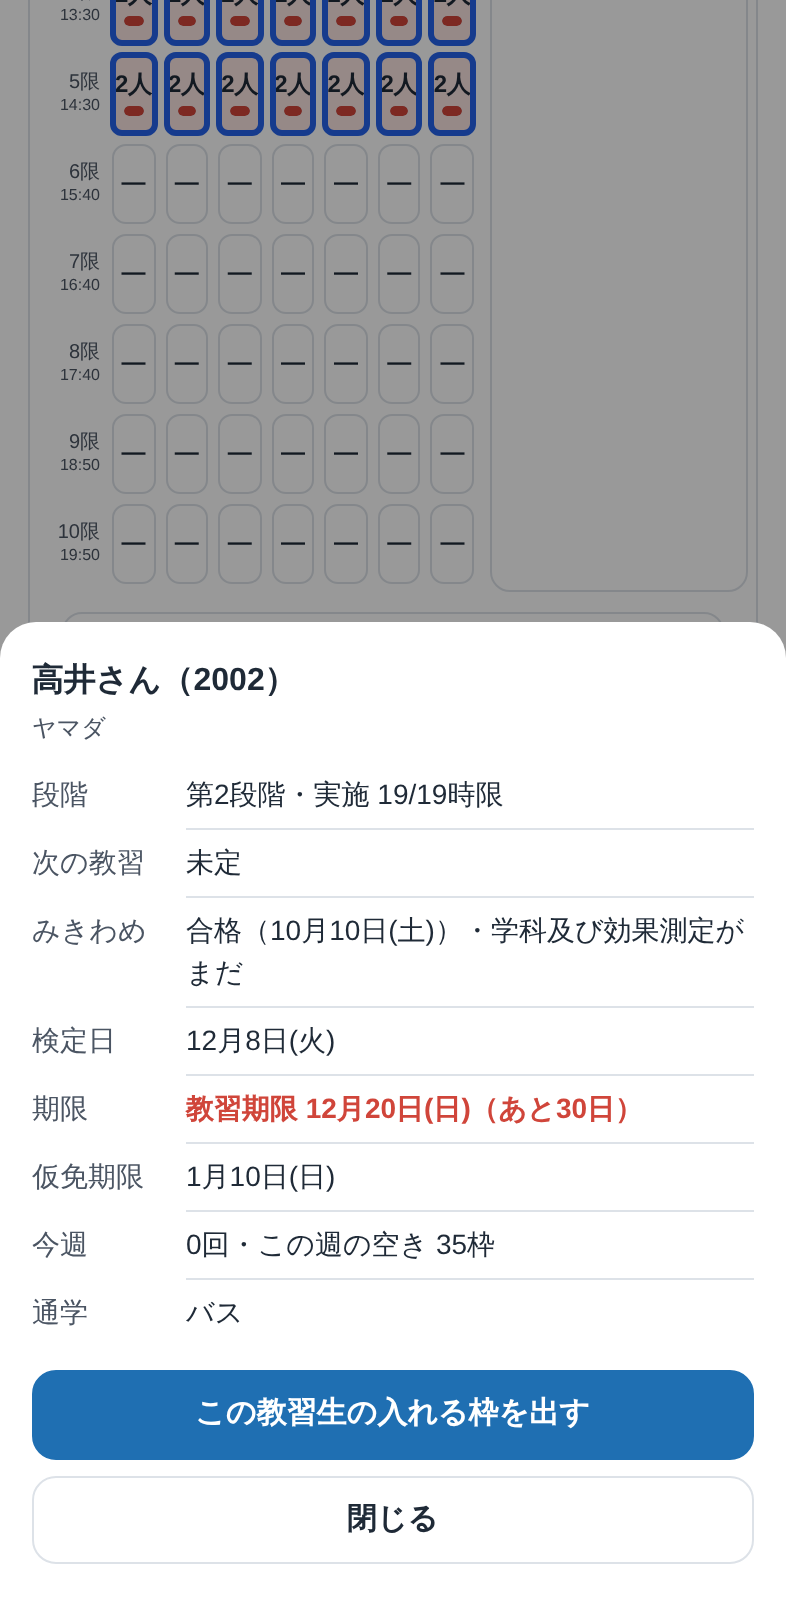 13:30
5限 2人 2人 2人 2人 2人 2人 2人
14:30
6限 — — — — — — —
15:40
7限 — — — — — — —
16:40
8限 — — — — — — —
17:40
9限 — — — — — — —
18:50
10限 — — — — — — —
19:50
高井さん（2002）
ヤマダ
段階 第2段階・実施 19/19時限
次の教習 未定
みきわめ 合格（10月10日(土)）・学科及び効果測定が
まだ
検定日 12月8日(火)
期限 教習期限 12月20日(日)（あと30日）
仮免期限 1月10日(日)
今週 0回・この週の空き 35枠
通学 バス
この教習生の入れる枠を出す
閉じる